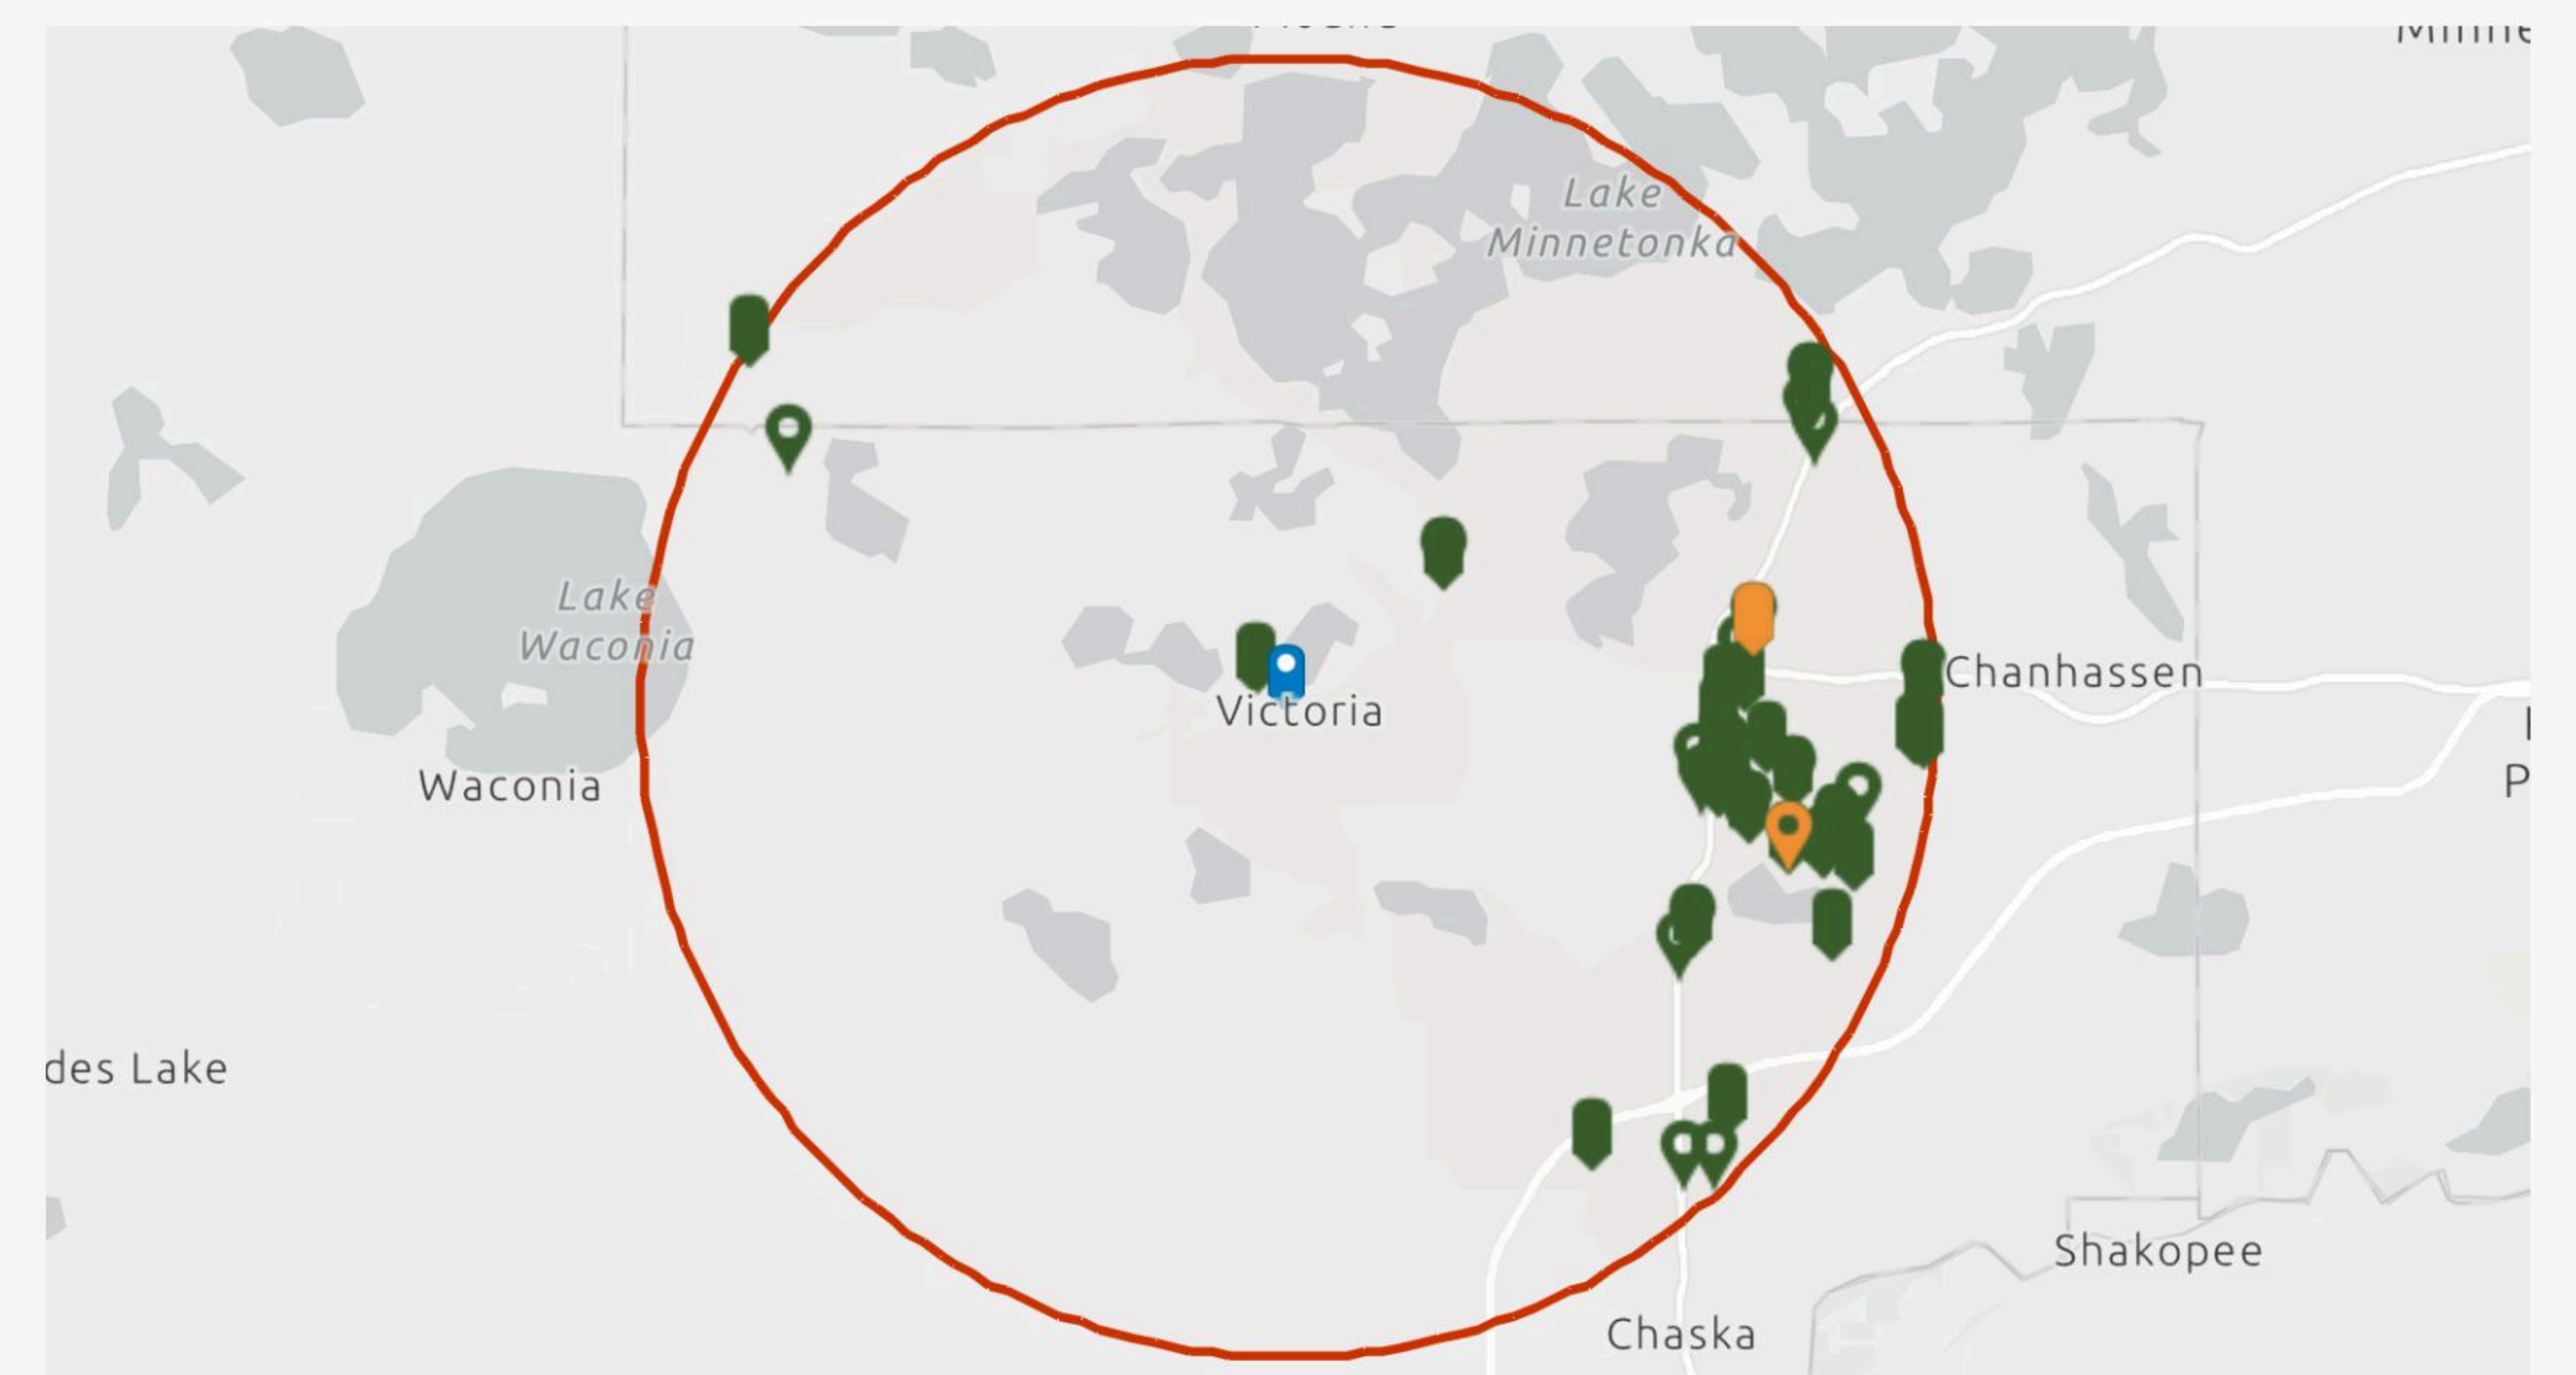 Lake
Minnetonka
Lake
Waconia
Chanhassen
Victoria
Waconia
des Lake
Shakopee
Chaska